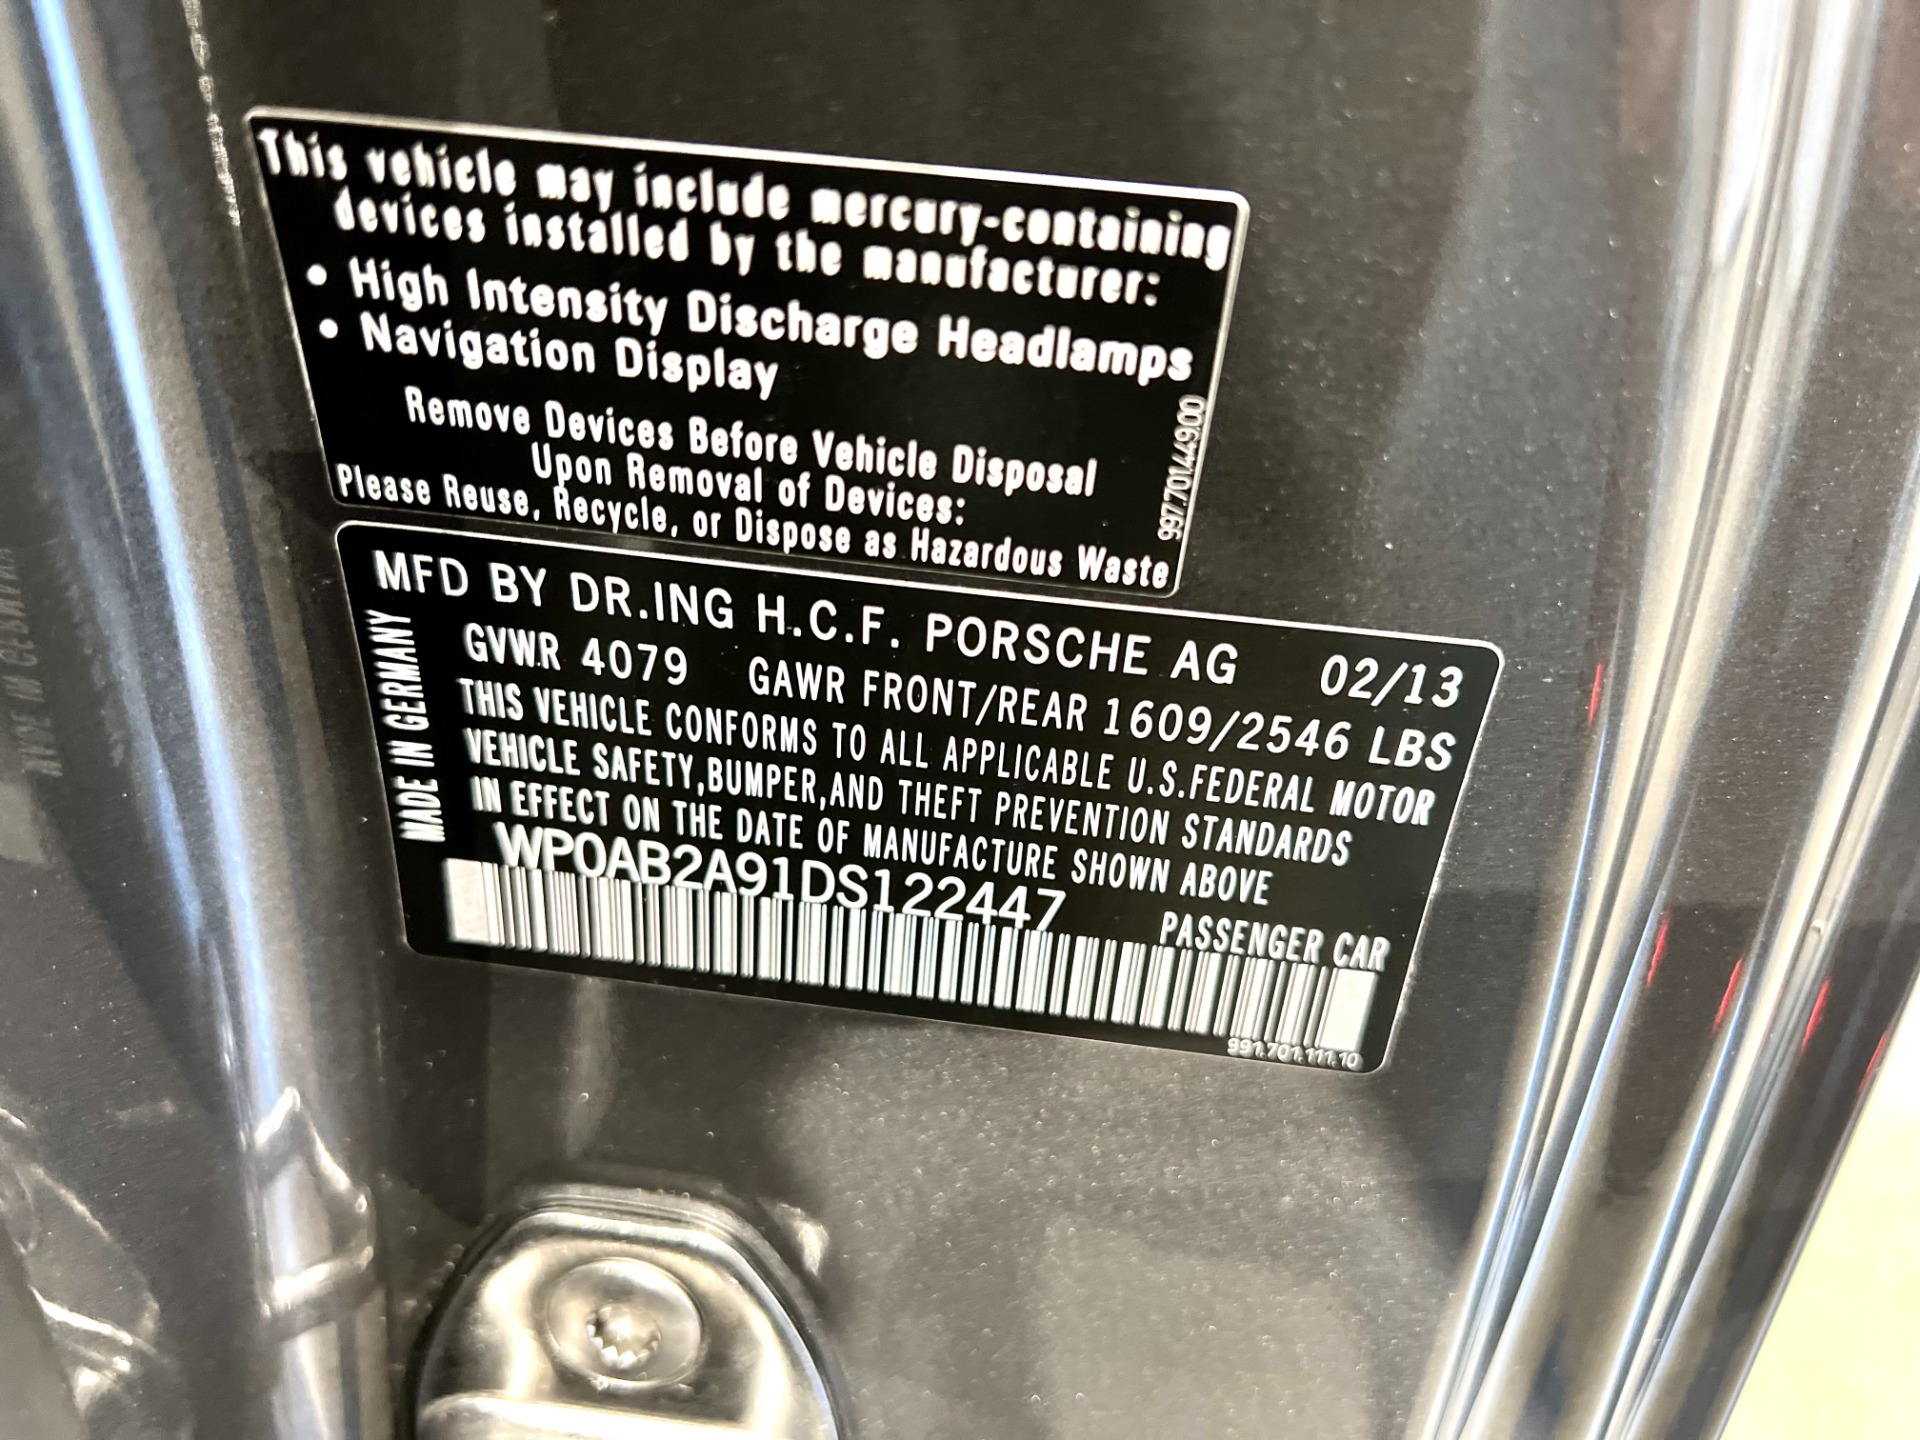 This vehicle may include mercury-containing
devices installed by the manufacturer:
• High Intensity Discharge Headlamps
• Navigation Display
Remove Devices Before Vehicle Disposal
Upon Removal of Devices:
Please Reuse, Recycle, or Dispose as Hazardous Waste
997.701.449.00
MFD BY DR.ING H.C.F. PORSCHE AG 02/13
GVWR 4079 GAWR FRONT/REAR 1609/2546 LBS
THIS VEHICLE CONFORMS TO ALL APPLICABLE U.S.FEDERAL MOTOR
VEHICLE SAFETY,BUMPER,AND THEFT PREVENTION STANDARDS
IN EFFECT ON THE DATE OF MANUFACTURE SHOWN ABOVE
WP0AB2A91DS122447
PASSENGER CAR
MADE IN GERMANY
991.701.111.10